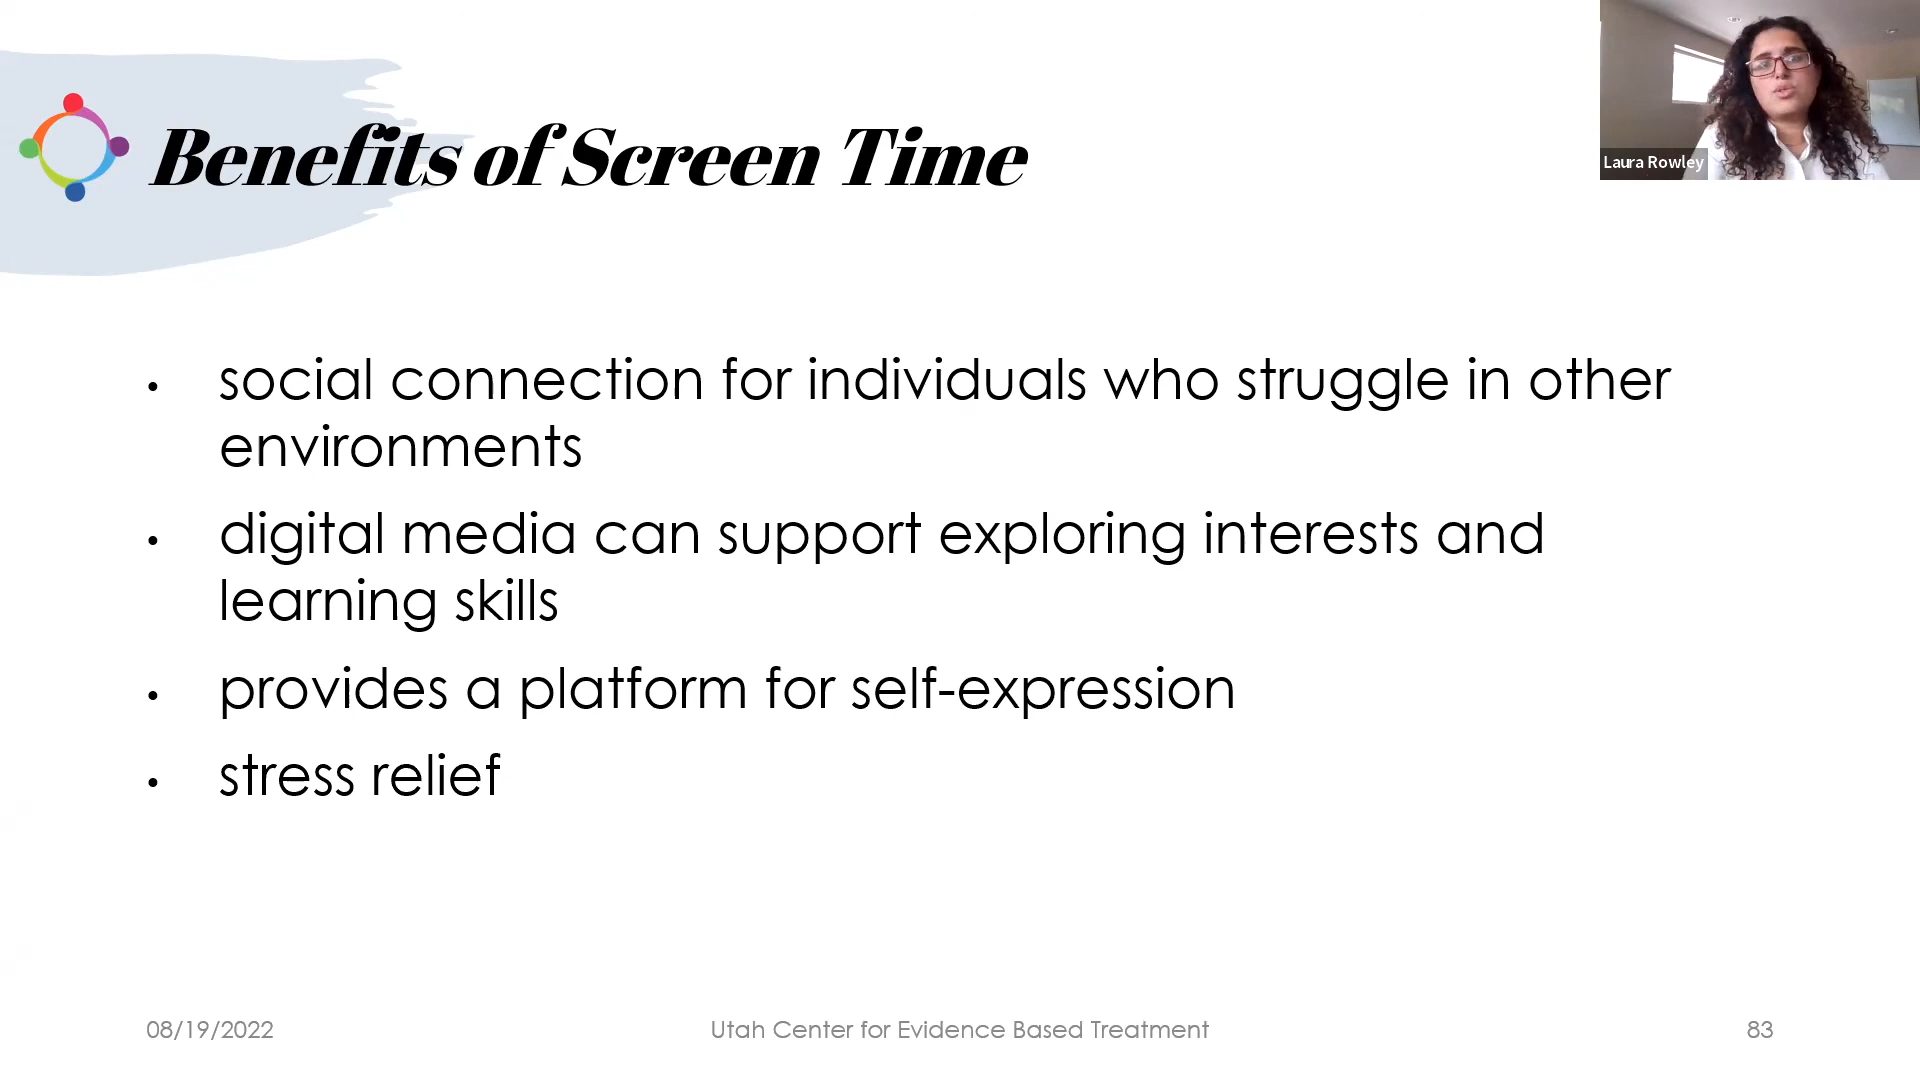 Benefits of Screen Time
Laura Rowley
• social connection for individuals who struggle in other
environments
• digital media can support exploring interests and
learning skills
• provides a platform for self-expression
• stress relief
08/19/2022
Utah Center for Evidence Based Treatment
83